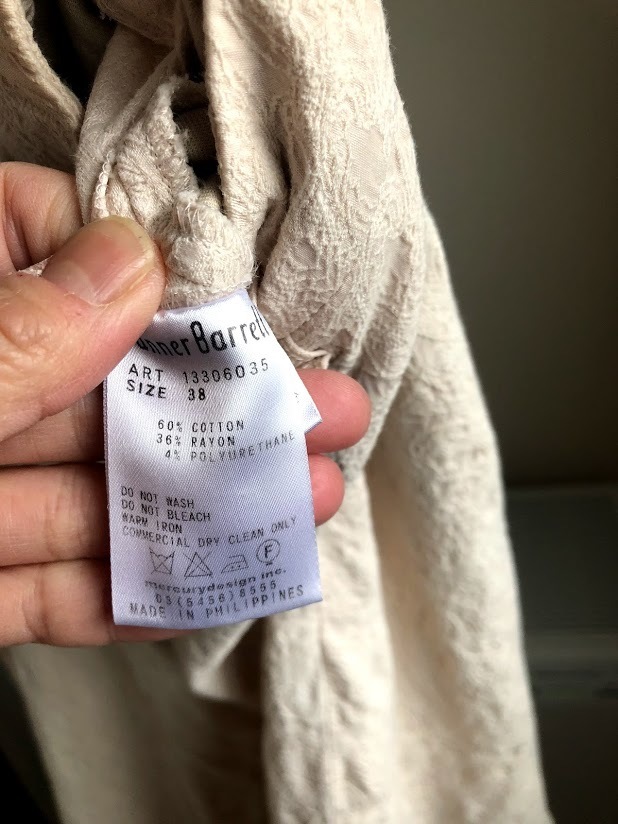 Barrett
ART 13306035
SIZE 38
60% COTTON
36% RAYON
4% POLYURETHANE
DO NOT WASH
DO NOT BLEACH
WARM IRON
COMMERCIAL DRY CLEAN ONLY
F
mercurydesign inc.
03(5456)8555
MADE IN PHILIPPINES